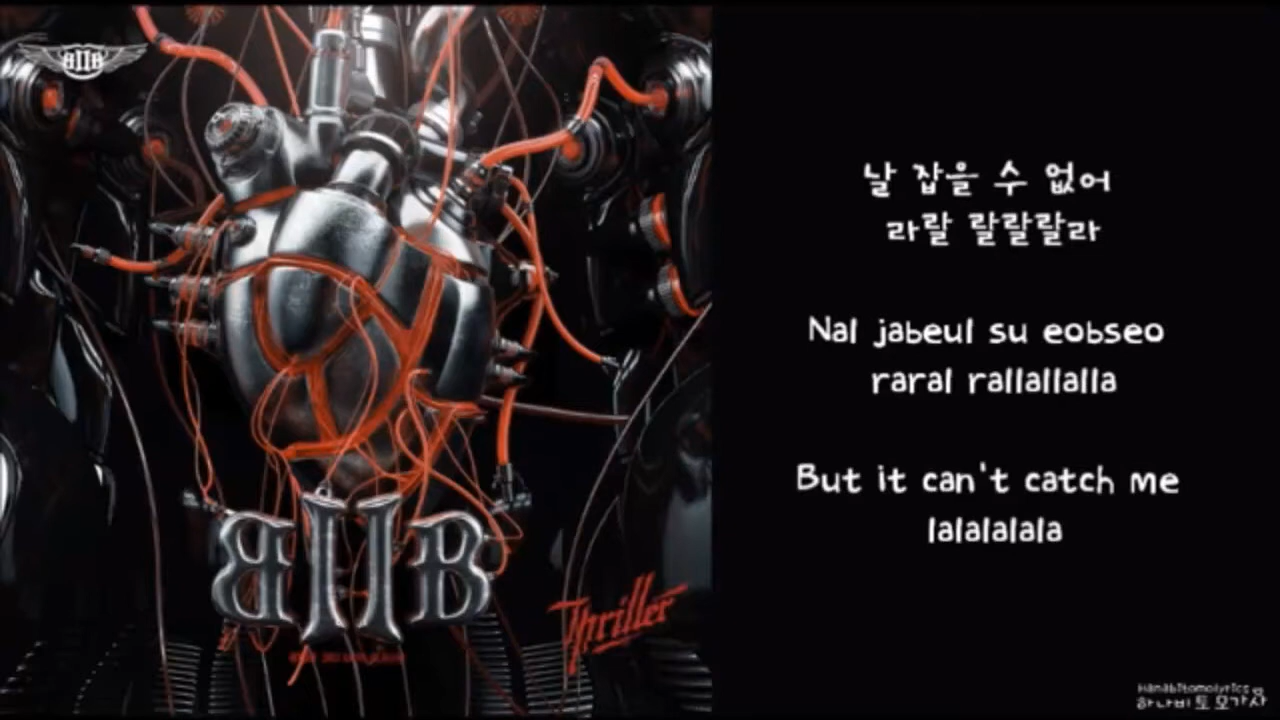 BIIB
BIIB
Thriller
날 잡을 수 없어
라랄 랄랄랄라
Nal jabeul su eobseo
raral rallallalla
But it can't catch me
lalalalala
Hanabitomolyrics
하나비토모가사